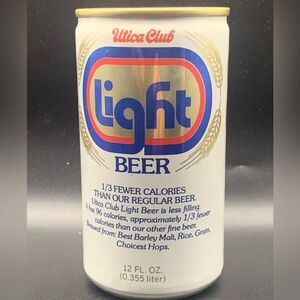 Utica Club
Light
BEER
1/3 FEWER CALORIES
THAN OUR REGULAR BEER.
Utica Club Light Beer is less filling.
It has 96 calories, approximately 1/3 fewer
calories than our other fine beer.
Brewed from: Best Barley Malt, Rice, Grain,
Choicest Hops.
12 FL. OZ.
(0.355 liter)